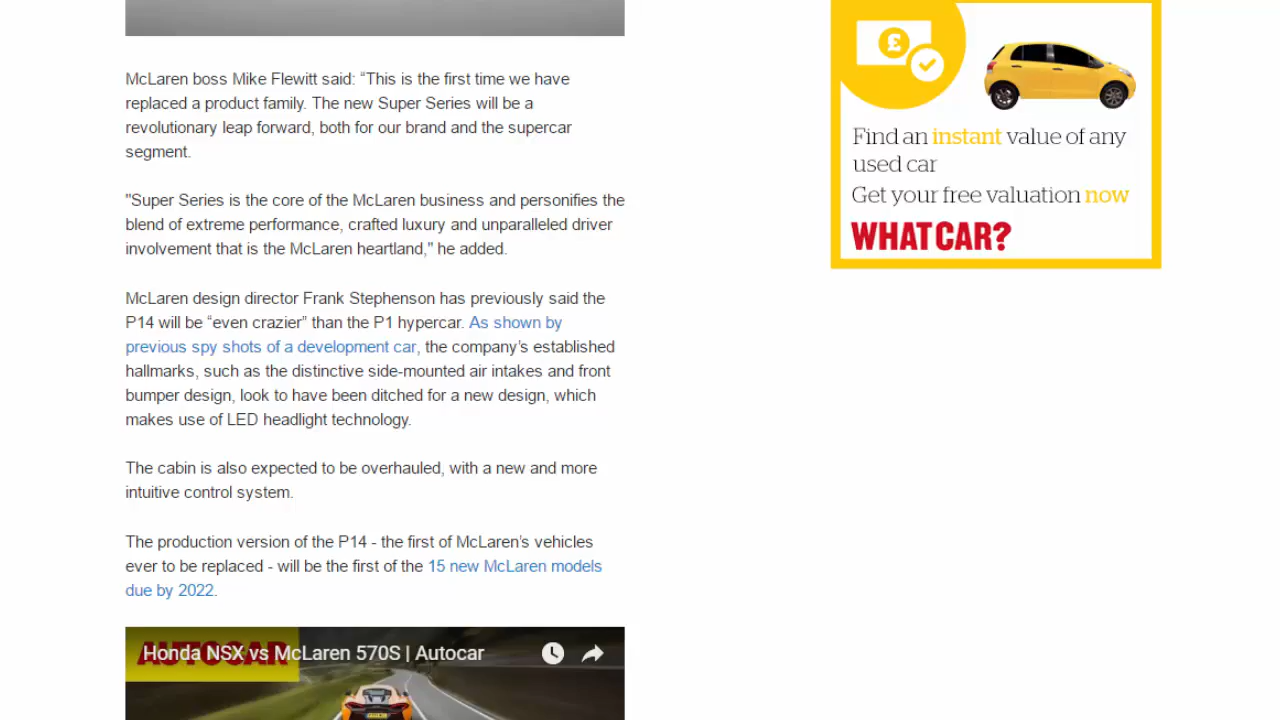 McLaren boss Mike Flewitt said: “This is the first time we have
replaced a product family. The new Super Series will be a
revolutionary leap forward, both for our brand and the supercar
segment.
"Super Series is the core of the McLaren business and personifies the
blend of extreme performance, crafted luxury and unparalleled driver
involvement that is the McLaren heartland," he added.
McLaren design director Frank Stephenson has previously said the
P14 will be “even crazier” than the P1 hypercar. As shown by
previous spy shots of a development car, the company’s established
hallmarks, such as the distinctive side-mounted air intakes and front
bumper design, look to have been ditched for a new design, which
makes use of LED headlight technology.
The cabin is also expected to be overhauled, with a new and more
intuitive control system.
The production version of the P14 - the first of McLaren’s vehicles
ever to be replaced - will be the first of the 15 new McLaren models
due by 2022.
AUTOCAR
Honda NSX vs McLaren 570S | Autocar
£
Find an instant value of any
used car
Get your free valuation now
WHAT CAR?